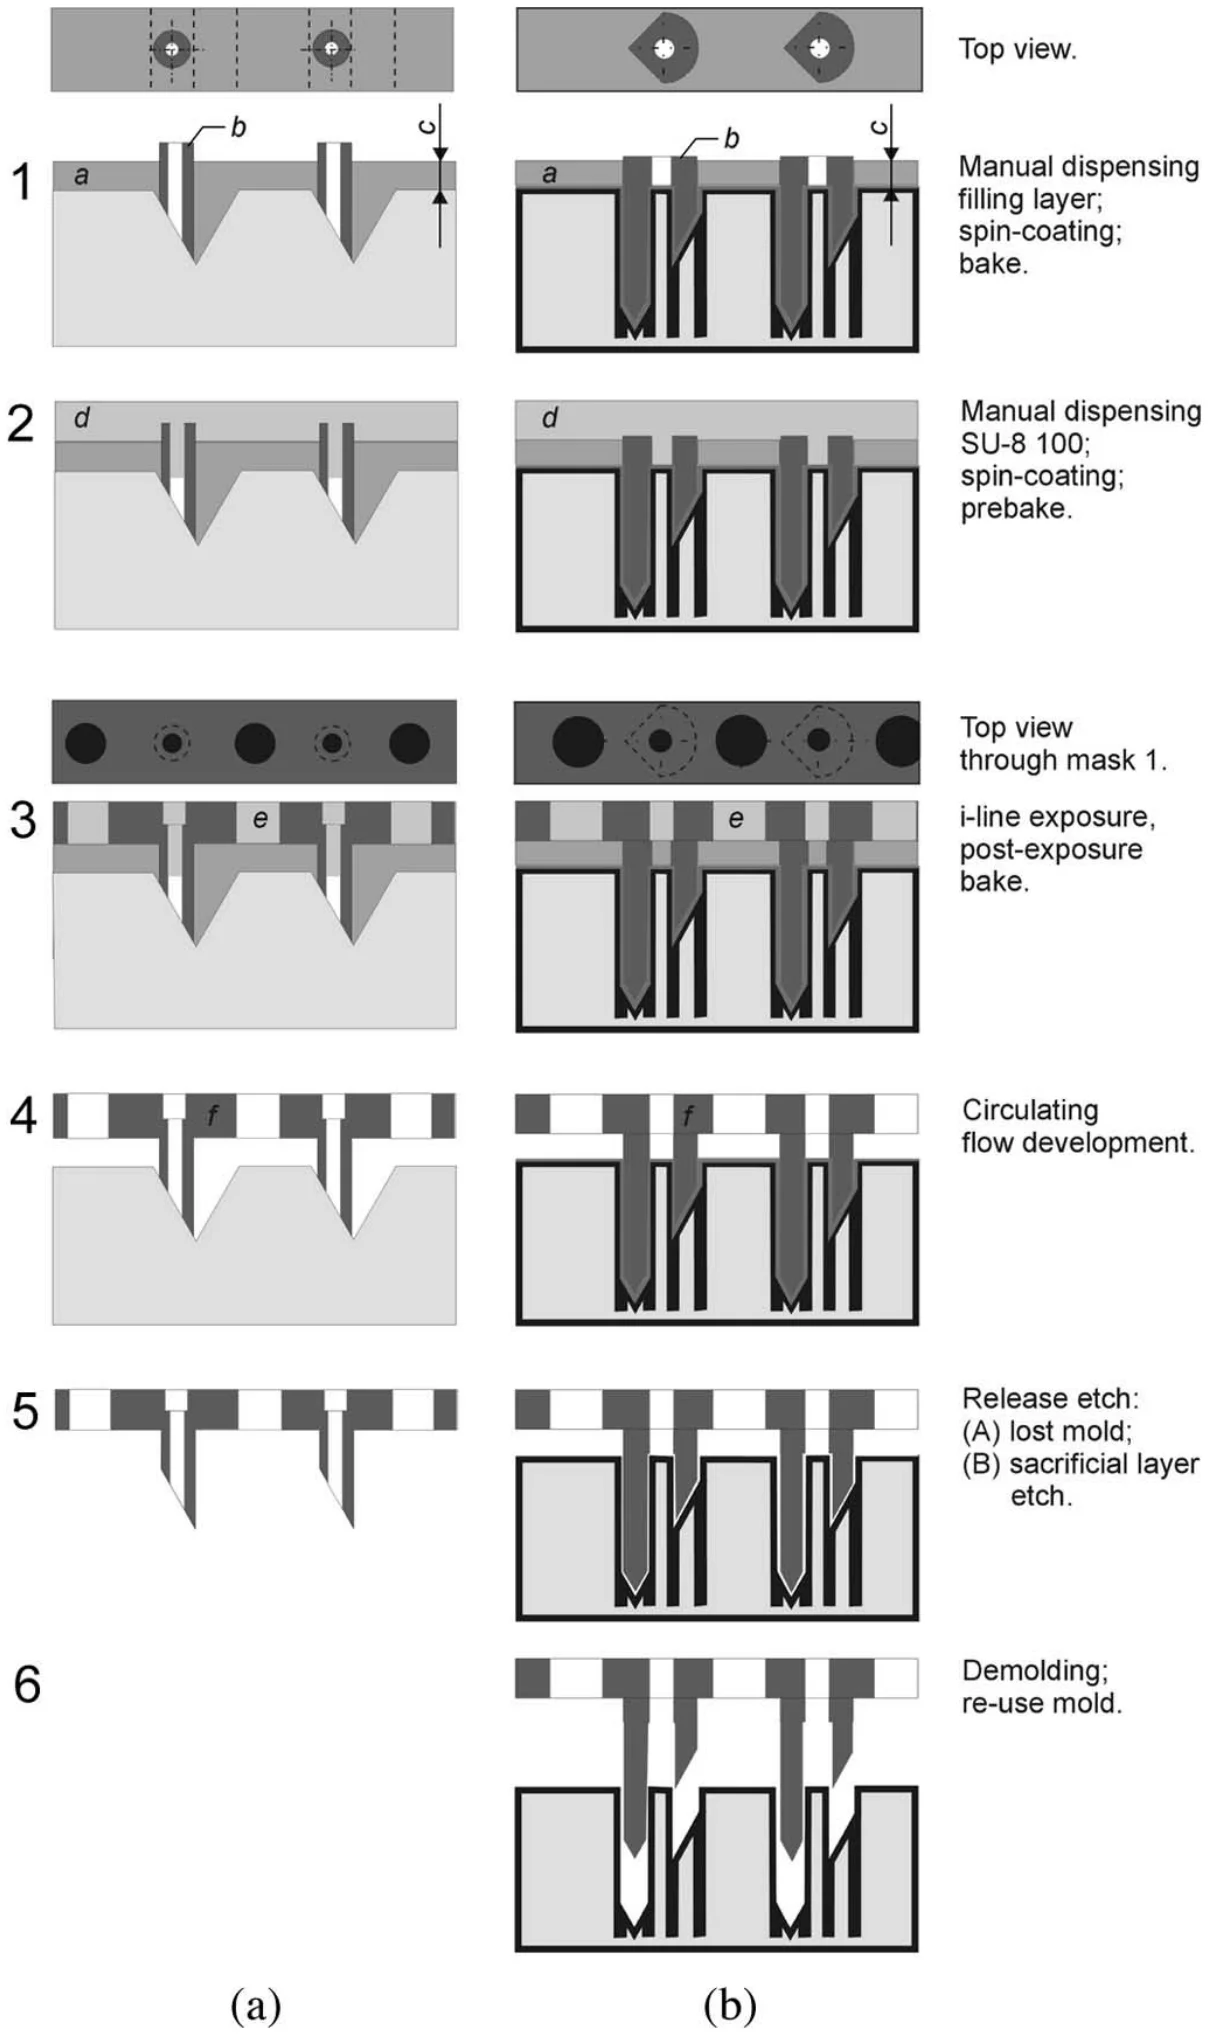 Top view.
b
c
b
c
1
a
a
Manual dispensing
filling layer;
spin-coating;
bake.
2
d
d
Manual dispensing
SU-8 100;
spin-coating;
prebake.
Top view
through mask 1.
3
e
e
i-line exposure,
post-exposure
bake.
4
f
f
Circulating
flow development.
5
Release etch:
(A) lost mold;
(B) sacrificial layer
etch.
6
Demolding;
re-use mold.
(a)
(b)